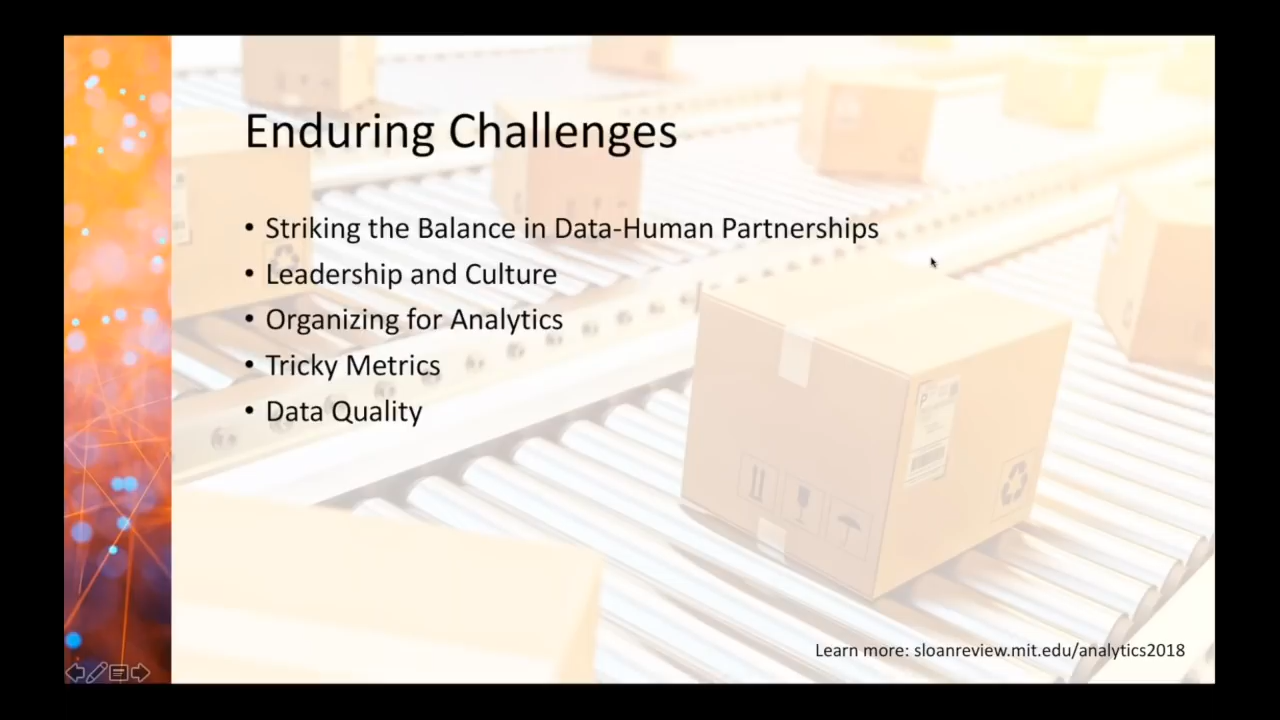 Enduring Challenges
• Striking the Balance in Data-Human Partnerships
• Leadership and Culture
• Organizing for Analytics
• Tricky Metrics
• Data Quality
P
Learn more: sloanreview.mit.edu/analytics2018